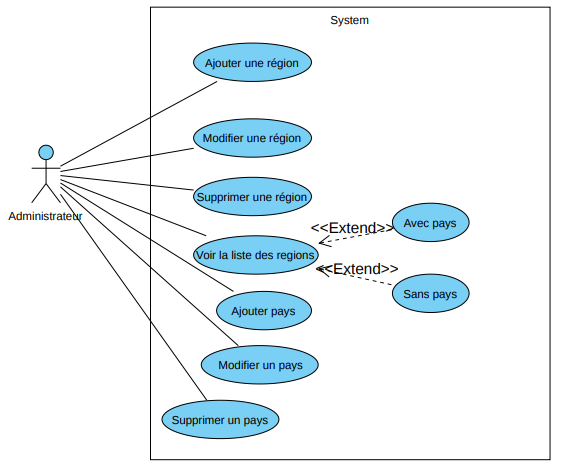 System
Ajouter une région
Modifier une région
Supprimer une région
Administrateur
<<Extend>>
Avec pays
Voir la liste des regions
<<Extend>>
Sans pays
Ajouter pays
Modifier un pays
Supprimer un pays